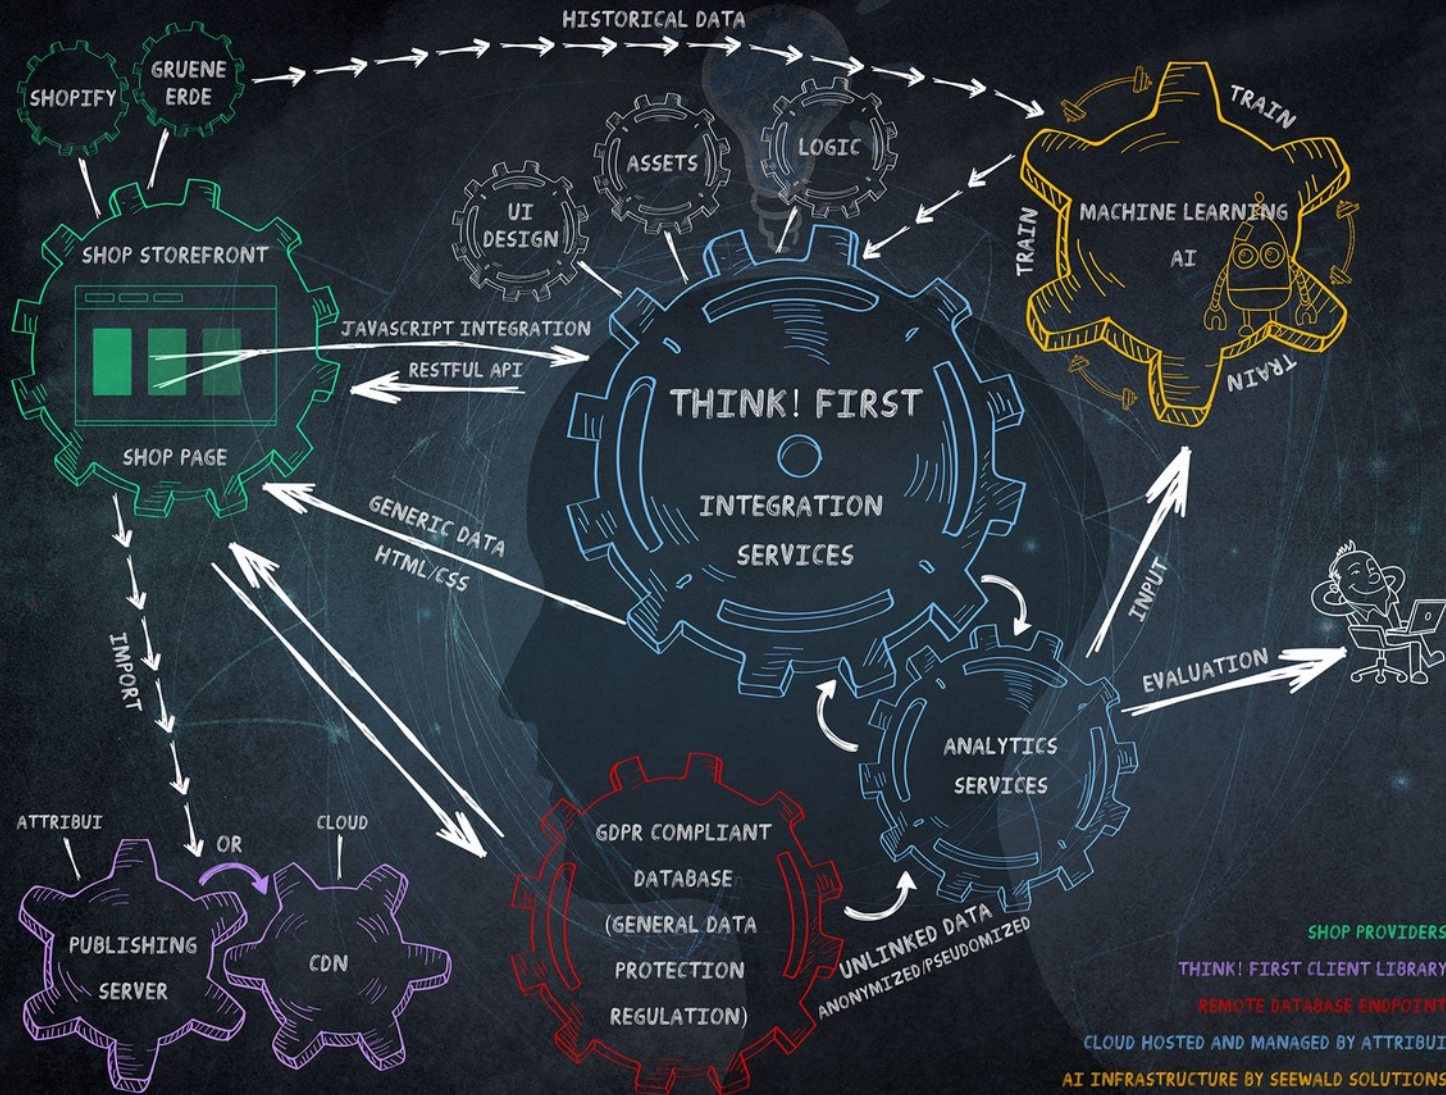 HISTORICAL DATA
SHOPIFY
GRUENE
ERDE
ASSETS
LOGIC
UI
DESIGN
TRAIN
TRAIN
TRAIN
MACHINE LEARNING
AI
SHOP STOREFRONT
SHOP PAGE
JAVASCRIPT INTEGRATION
RESTFUL API
THINK! FIRST
INTEGRATION
SERVICES
GENERIC DATA
HTML/CSS
IMPORT
INPUT
EVALUATION
ANALYTICS
SERVICES
ATTRIBUI
OR
CLOUD
PUBLISHING
SERVER
CDN
GDPR COMPLIANT
DATABASE
(GENERAL DATA
PROTECTION
REGULATION)
UNLINKED DATA
ANONYMIZED/PSEUDOMIZED
SHOP PROVIDERS
THINK! FIRST CLIENT LIBRARY
REMOTE DATABASE ENDPOINT
CLOUD HOSTED AND MANAGED BY ATTRIBUI
AI INFRASTRUCTURE BY SEEWALD SOLUTIONS